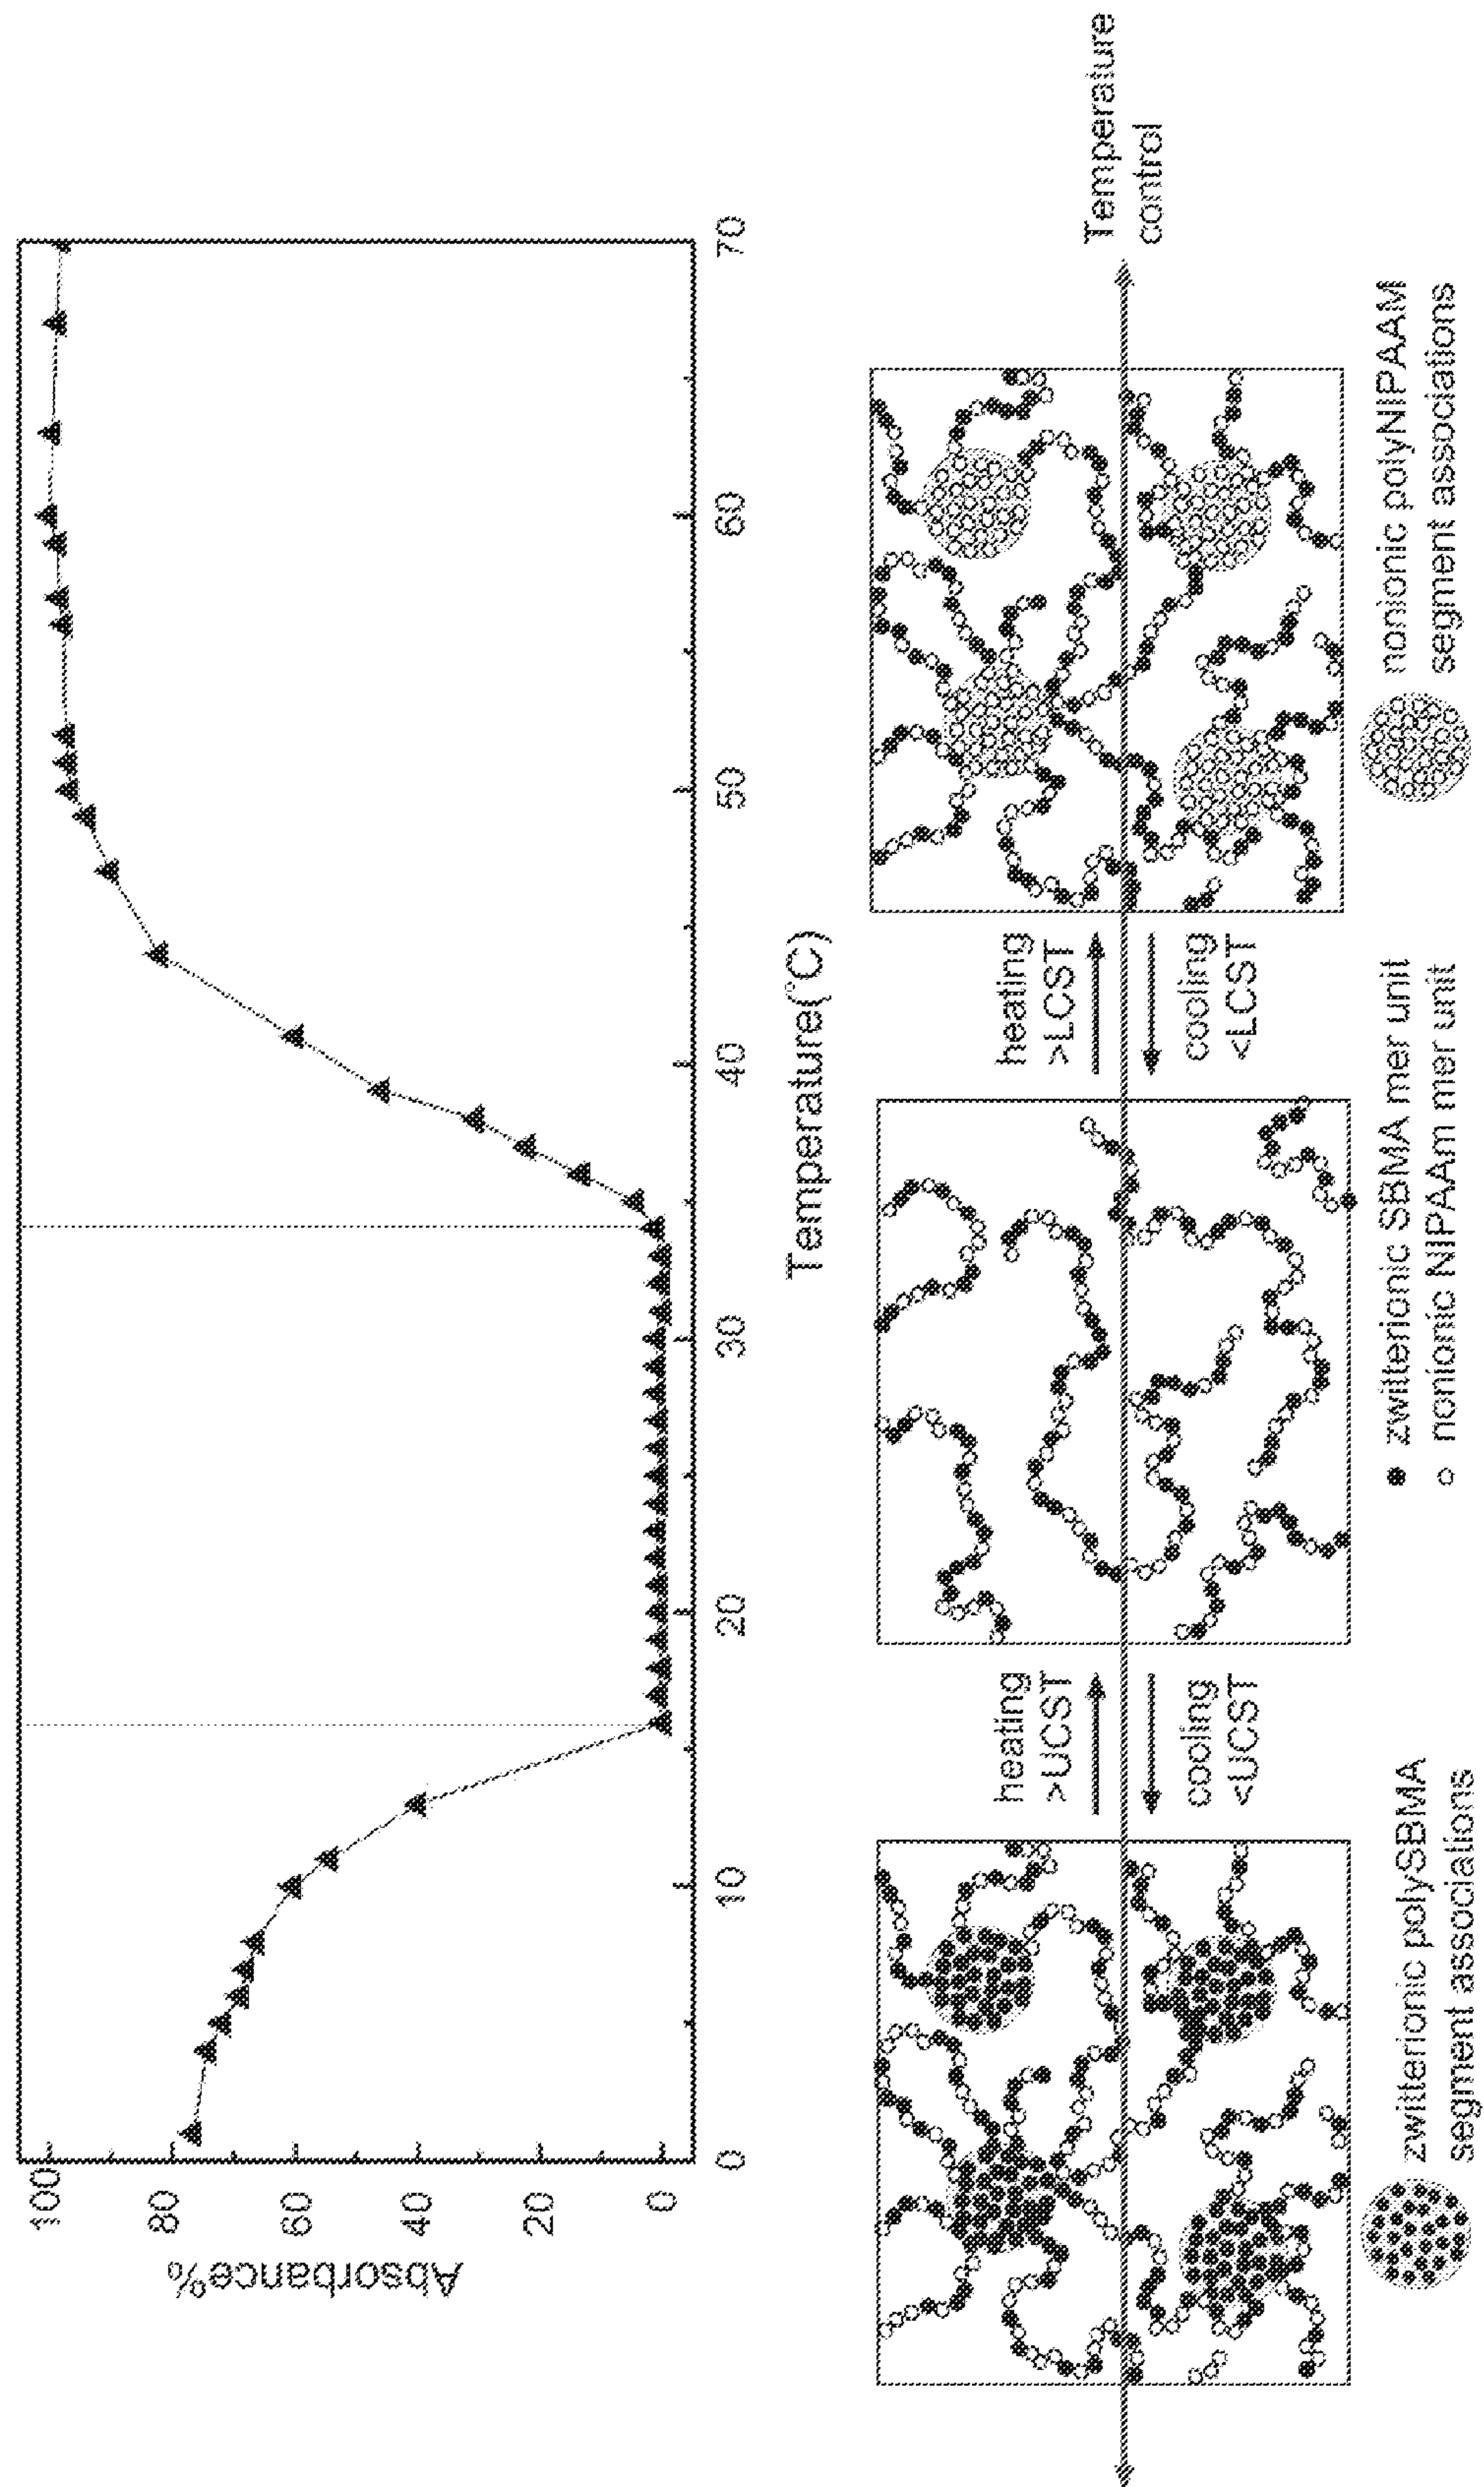 Absorbance%
100
80
60
40
20
0
0
10
20
30
40
50
60
70
Temperature(°C)
heating
>UCST
cooling
<UCST
heating
>LCST
cooling
<LCST
Temperature
control
zwitterionic polySBMA
segment associations
zwitterionic SBMA mer unit
nonionic NIPAAm mer unit
nonionic polyNIPAAM
segment associations